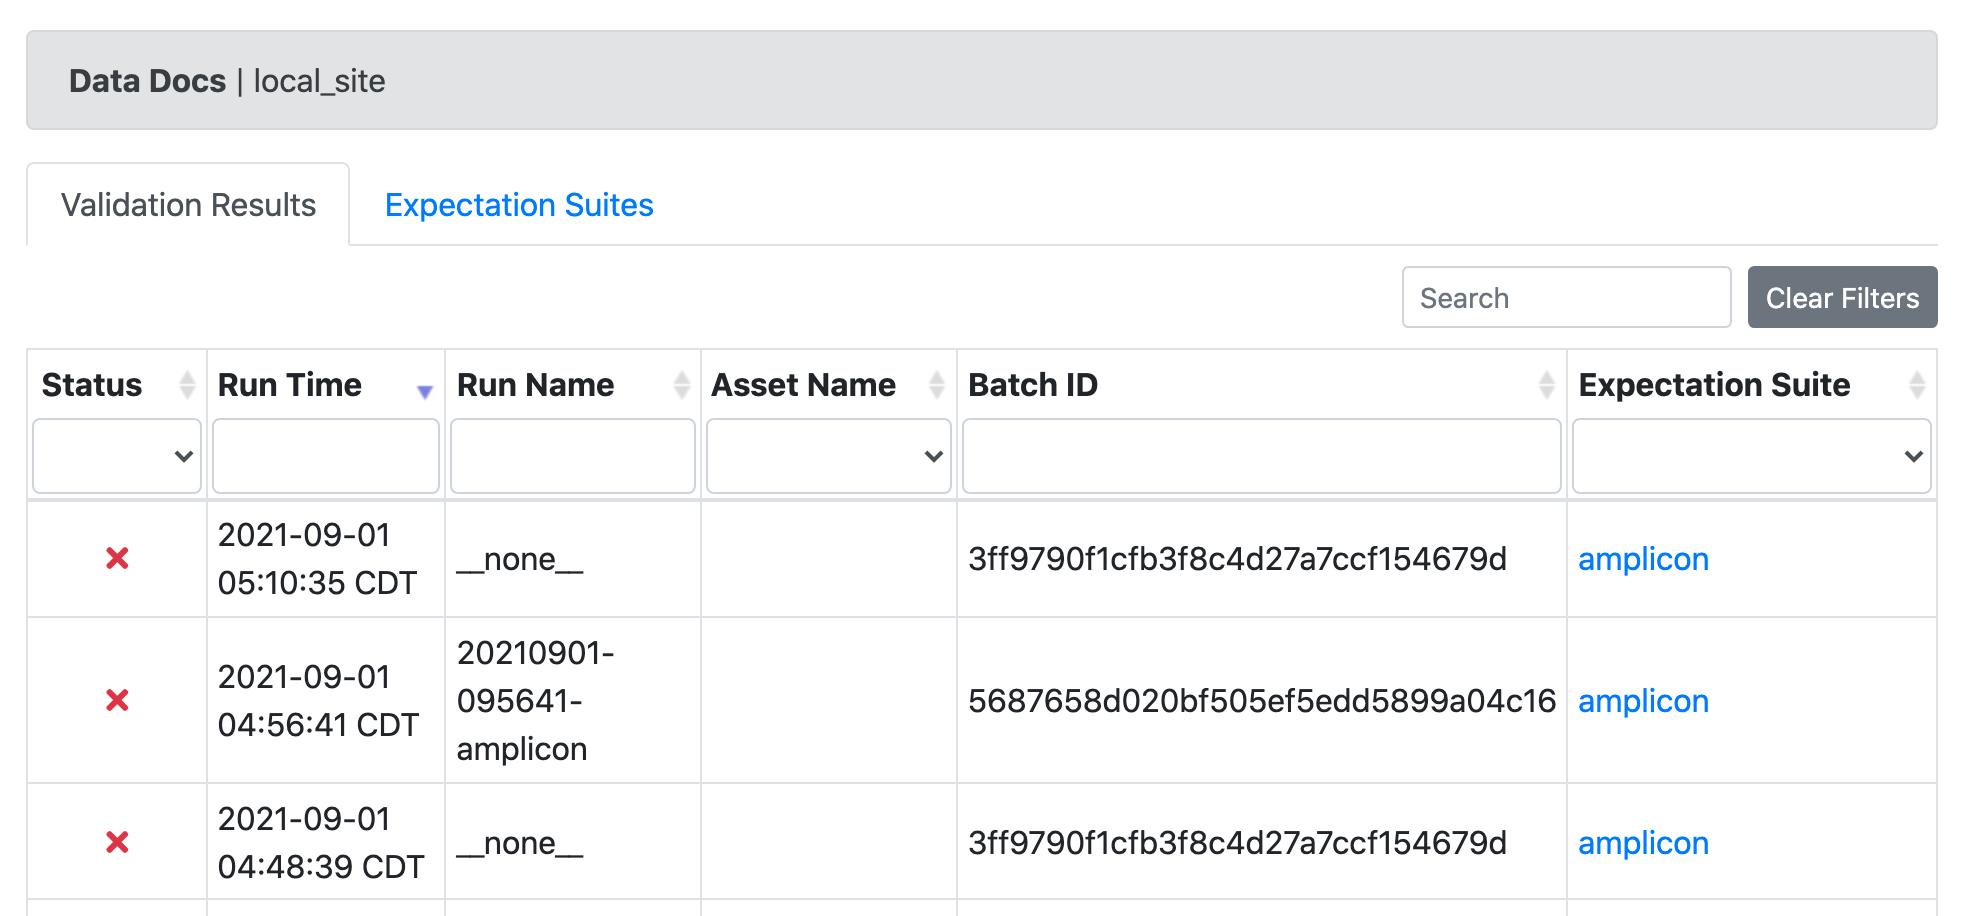 Data Docs | local_site
Validation Results Expectation Suites
Search Clear Filters
Status Run Time Run Name Asset Name Batch ID Expectation Suite
2021-09-01
05:10:35 CDT
__none__
3ff9790f1cfb3f8c4d27a7ccf154679d
amplicon
2021-09-01
04:56:41 CDT
20210901-
095641-
amplicon
5687658d020bf505ef5edd5899a04c16
amplicon
2021-09-01
04:48:39 CDT
__none__
3ff9790f1cfb3f8c4d27a7ccf154679d
amplicon